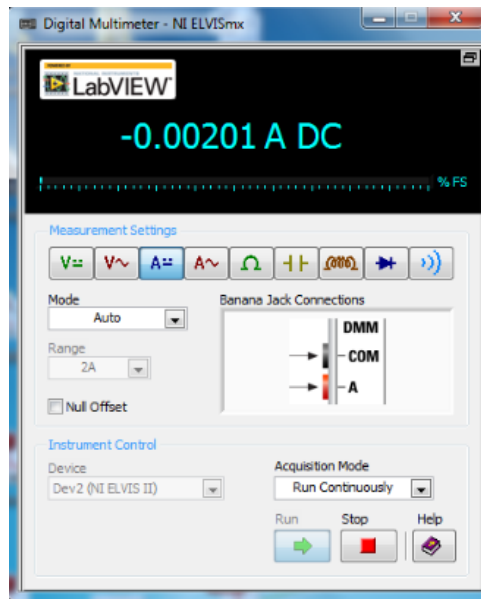 Digital Multimeter - NI ELVISmx
LabVIEW
-0.00201 A DC
% FS
Measurement Settings
V
V~
A
A~
Ω
Mode
Auto
Banana Jack Connections
DMM
COM
A
Range
2A
Null Offset
Instrument Control
Device
Dev2 (NI ELVIS II)
Acquisition Mode
Run Continuously
Run Stop Help